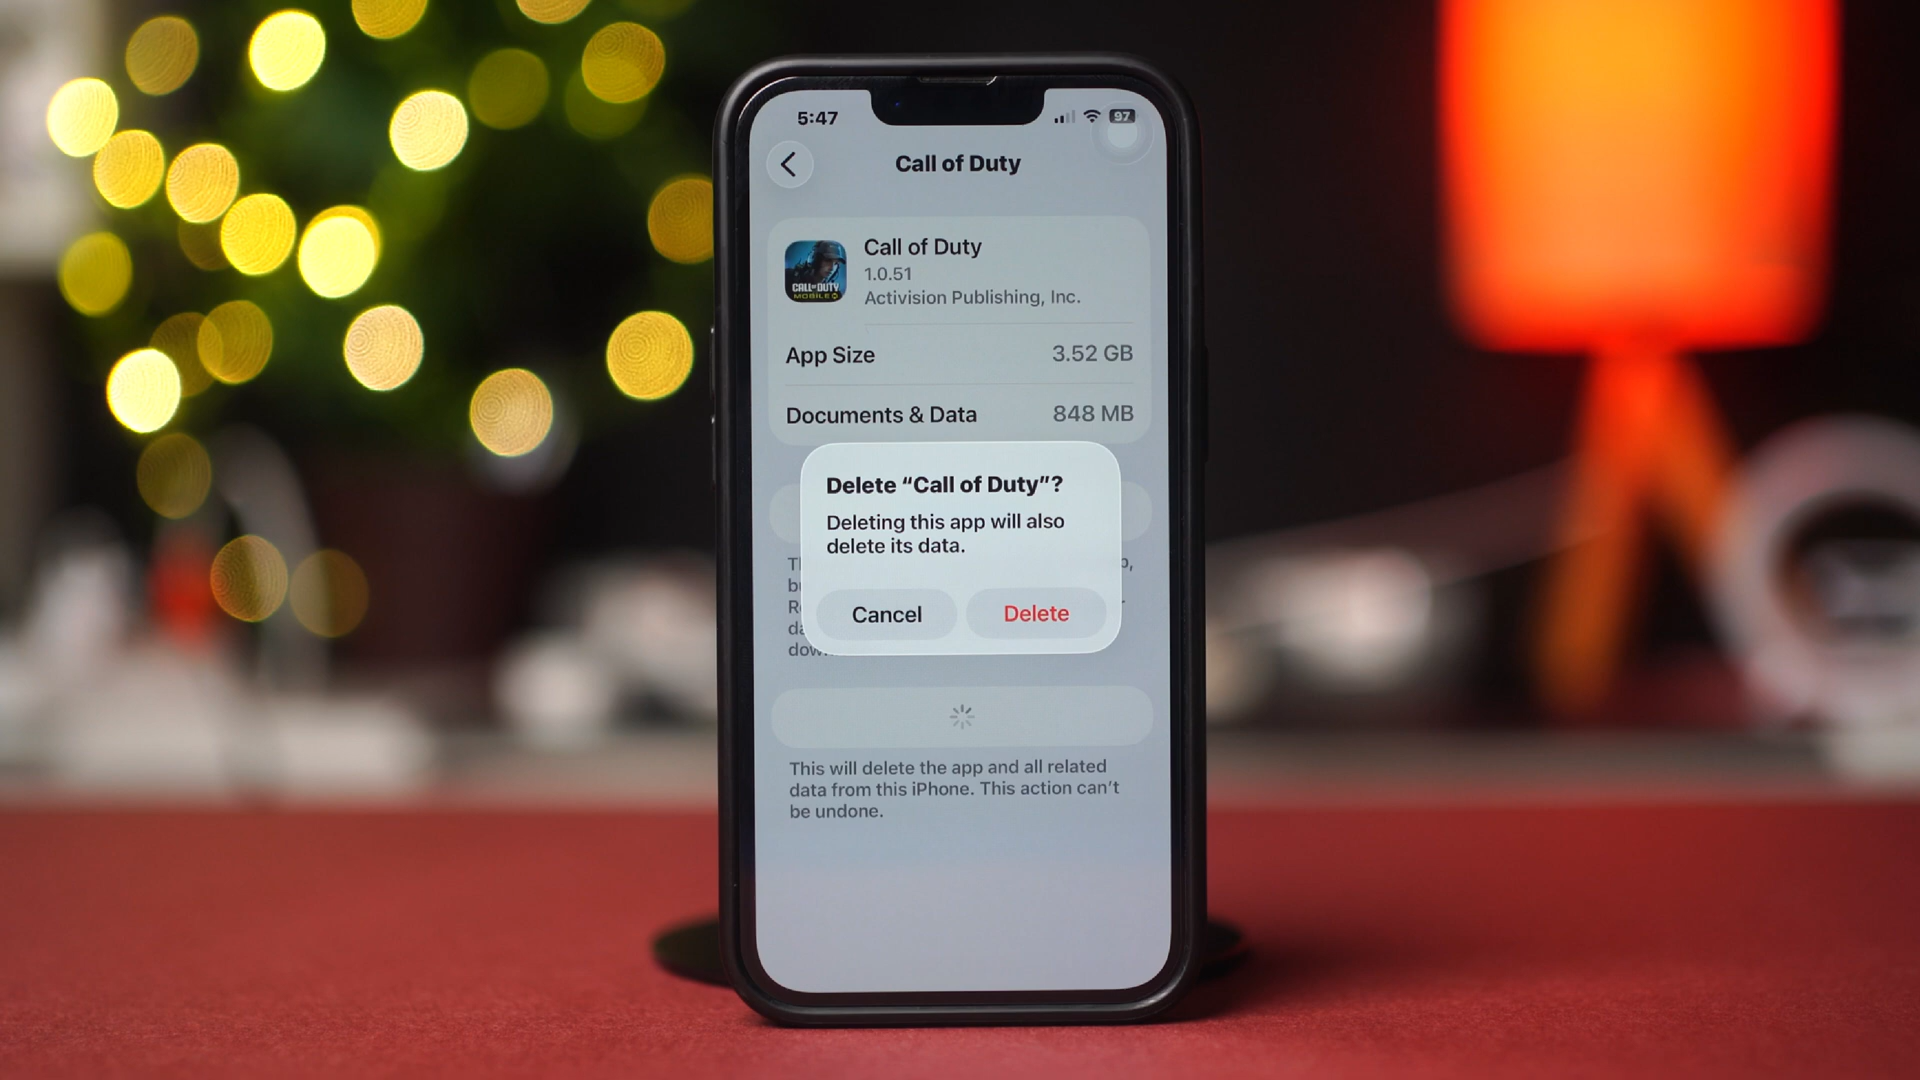 5:47
97
Call of Duty
Call of Duty
1.0.51
CALL OF DUTY
MOBILE
Activision Publishing, Inc.
App Size 3.52 GB
Documents & Data 848 MB
Delete “Call of Duty”?
Deleting this app will also
delete its data.
Cancel Delete
This will delete the app and all related
data from this iPhone. This action can’t
be undone.